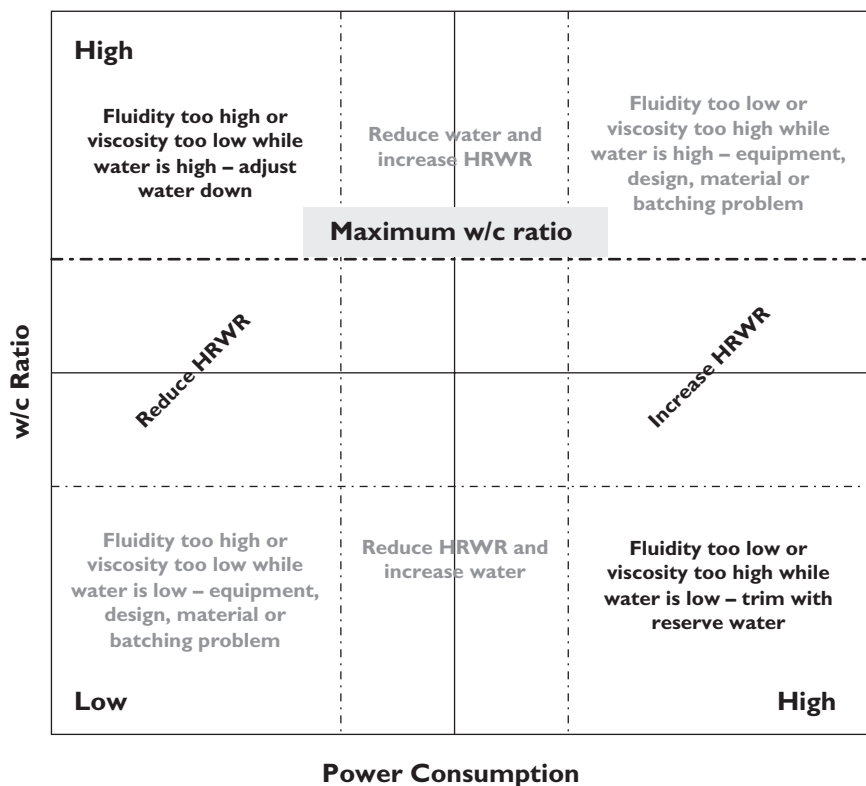 High
Fluidity too high or
viscosity too low while
water is high – adjust
water down
Reduce water and
increase HRWR
Fluidity too low or
viscosity too high while
water is high – equipment,
design, material or
batching problem
Maximum w/c ratio
w/c Ratio
Reduce HRWR
Increase HRWR
Fluidity too high or
viscosity too low while
water is low – equipment,
design, material or
batching problem
Reduce HRWR and
increase water
Fluidity too low or
viscosity too high while
water is low – trim with
reserve water
Low
High
Power Consumption